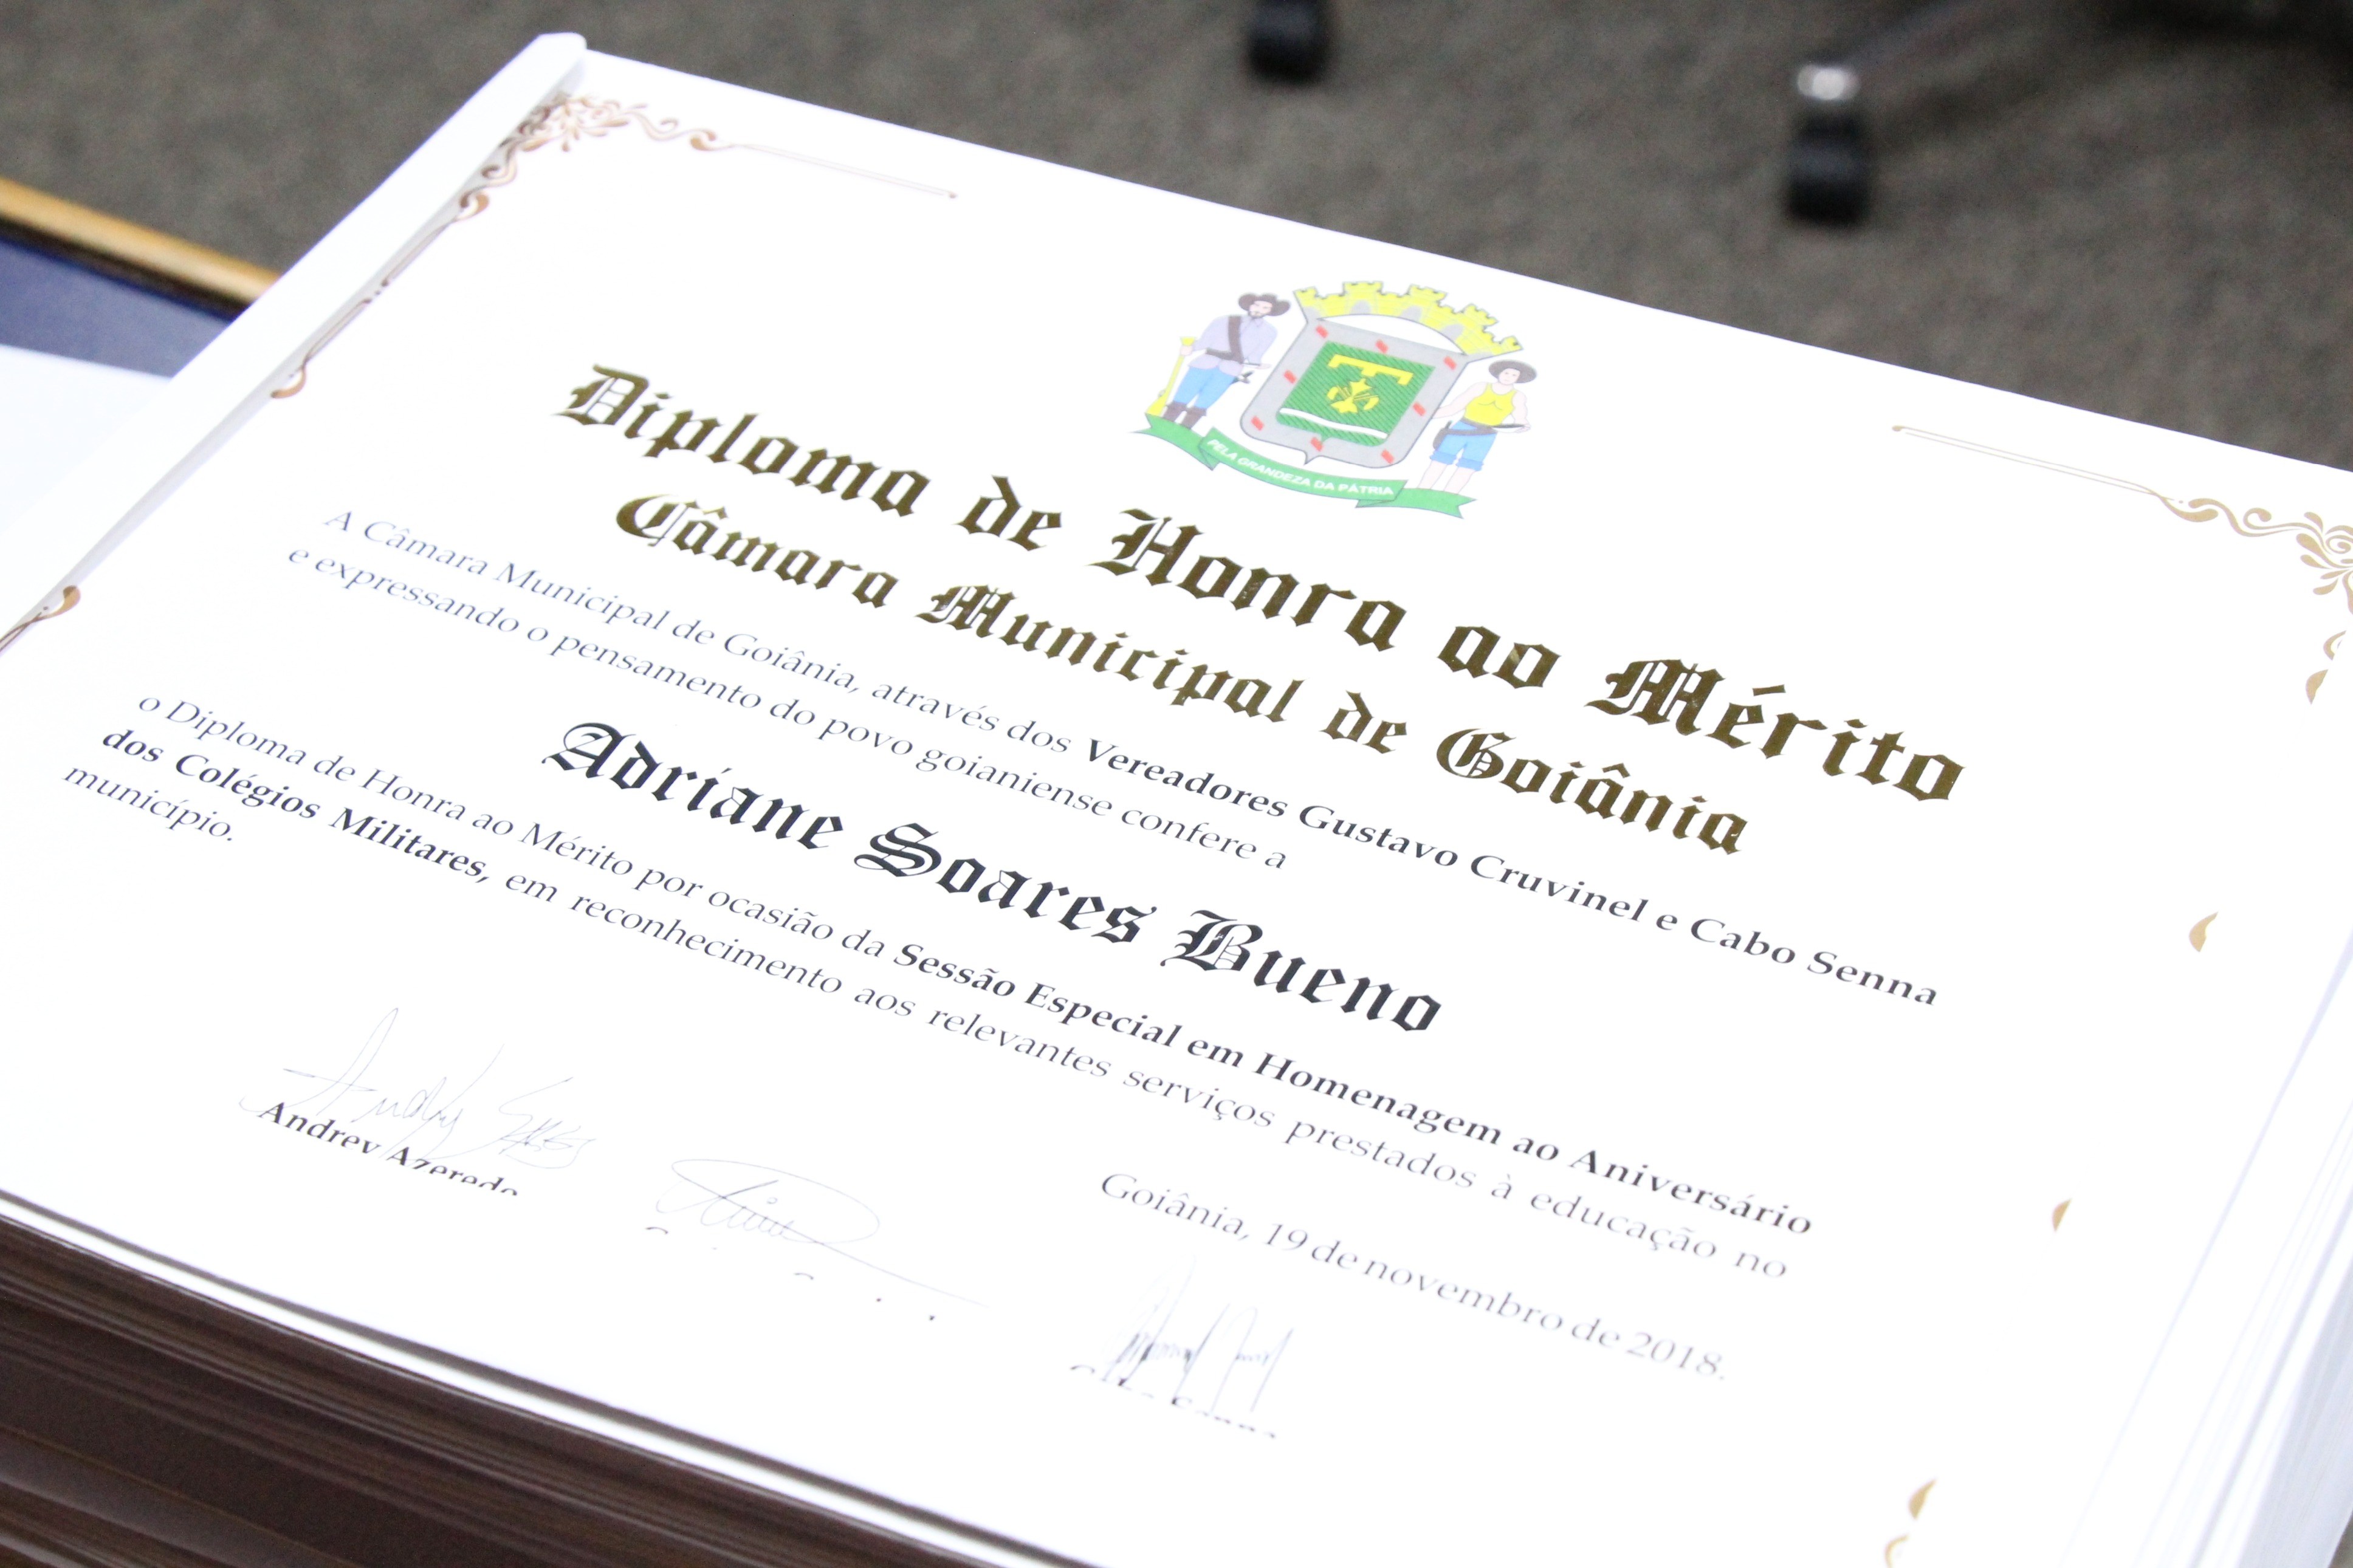 PELA GRANDEZA DA PÁTRIA
Diploma de Honra ao Mérito
Câmara Municipal de Goiânia
A Câmara Municipal de Goiânia, através dos Vereadores Gustavo Cruvinel e Cabo Senna
e expressando o pensamento do povo goianiense confere a
Adriane Soares Bueno
o Diploma de Honra ao Mérito por ocasião da Sessão Especial em Homenagem ao Aniversário
dos Colégios Militares, em reconhecimento aos relevantes serviços prestados à educação no
município.
Goiânia, 19 de novembro de 2018.
Andrey Azeredo